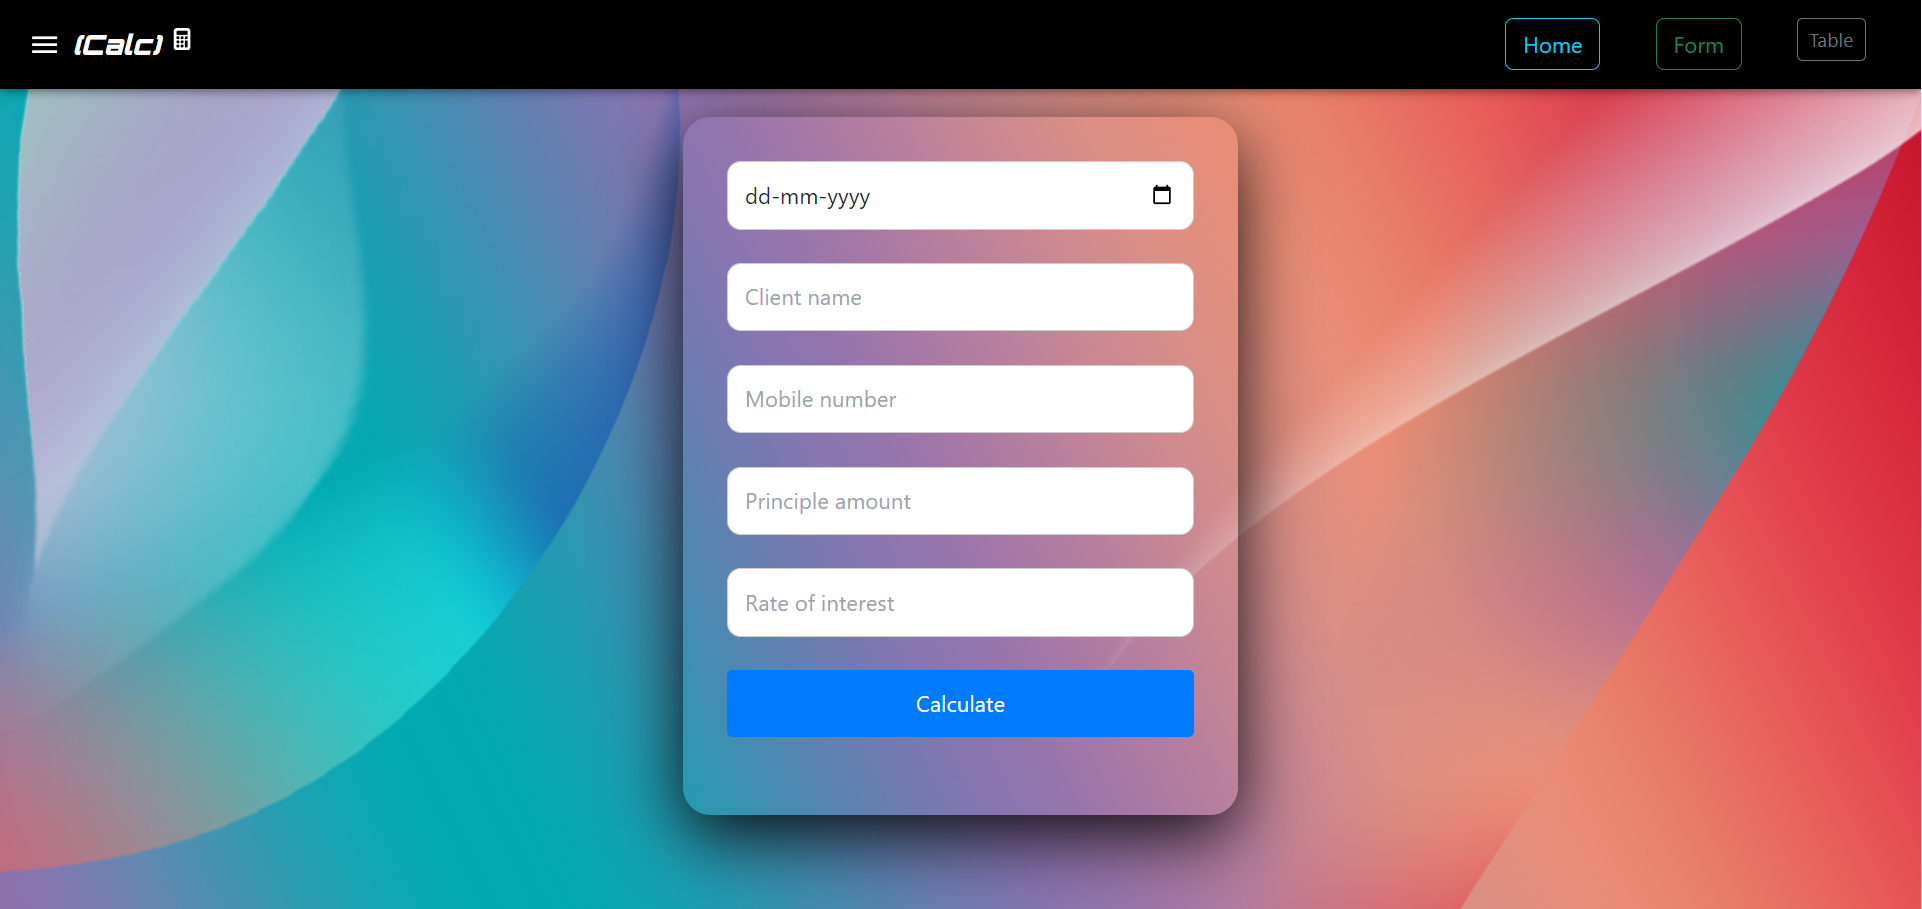 (Calc)
Home
Form
Table
dd-mm-yyyy
Client name
Mobile number
Principle amount
Rate of interest
Calculate